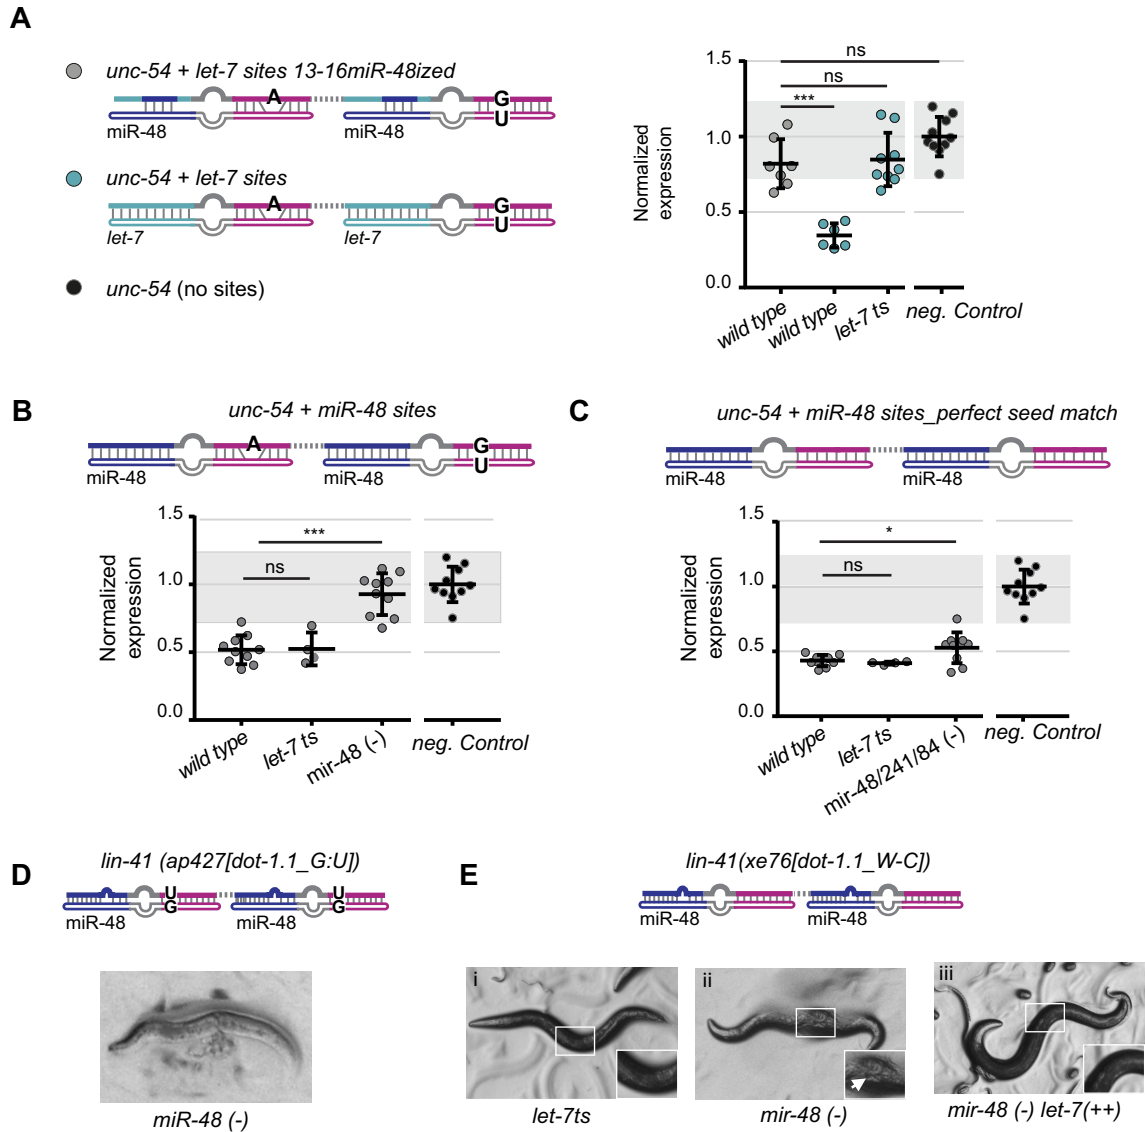 A
unc-54 + let-7 sites 13-16miR-48ized
A
G
U
miR-48
miR-48
unc-54 + let-7 sites
A
G
U
let-7
let-7
unc-54 (no sites)
ns
ns
***
1.5
1.0
0.5
0.0
Normalized
expression
wild type
wild type
let-7 ts
neg. Control
B
unc-54 + miR-48 sites
A
G
U
miR-48
miR-48
1.5
1.0
0.5
0.0
Normalized
expression
***
ns
wild type
let-7 ts
mir-48 (-)
neg. Control
C
unc-54 + miR-48 sites_perfect seed match
miR-48
miR-48
1.5
1.0
0.5
0.0
Normalized
expression
*
ns
wild type
let-7 ts
mir-48/241/84 (-)
neg. Control
D
lin-41 (ap427[dot-1.1_G:U])
U
G
U
G
miR-48
miR-48
miR-48 (-)
E
lin-41(xe76[dot-1.1_W-C])
miR-48
miR-48
i
let-7ts
ii
mir-48 (-)
iii
mir-48 (-) let-7(++)